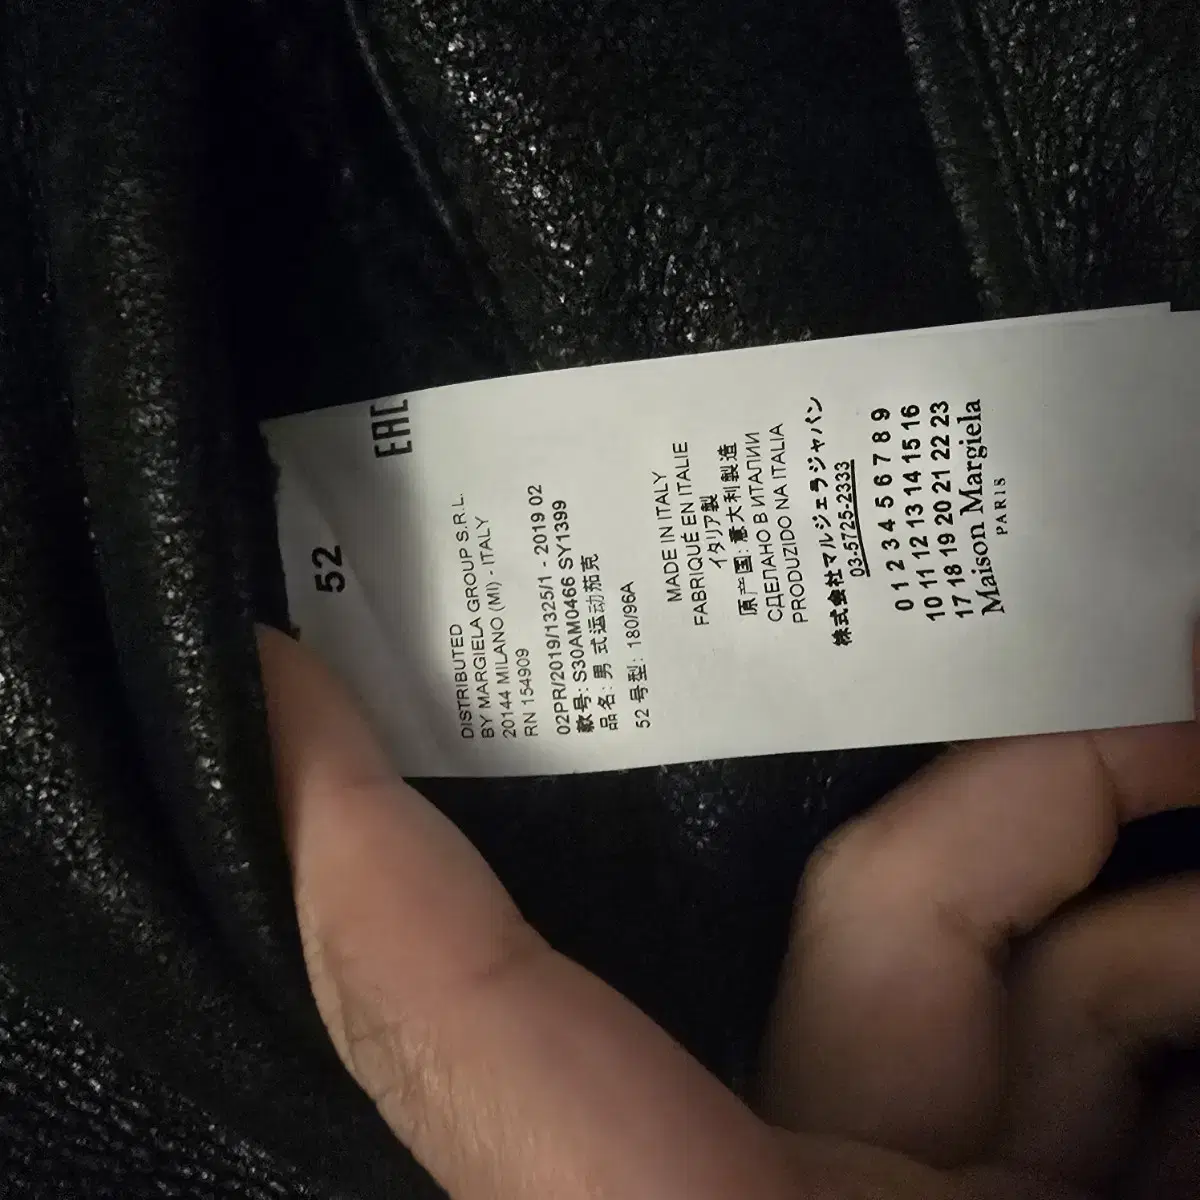 EAC
52
DISTRIBUTED
BY MARGIELA GROUP S.R.L.
20144 MILANO (MI) - ITALY
RN 154909
02PR/2019/1325/1 - 2019 02
款号: S30AM0466 SY1399
品名: 男 式运动茄克
52 号型: 180/96A
MADE IN ITALY
FABRIQUÉ EN ITALIE
イタリア製
原产国: 意大利製造
СДЕЛАНО В ИТАЛИИ
PRODUZIDO NA ITALIA
株式会社マルジェラジャパン
03-5725-2333
0 1 2 3 4 5 6 7 8 9
10 11 12 13 14 15 16
17 18 19 20 21 22 23
Maison Margiela
PARIS